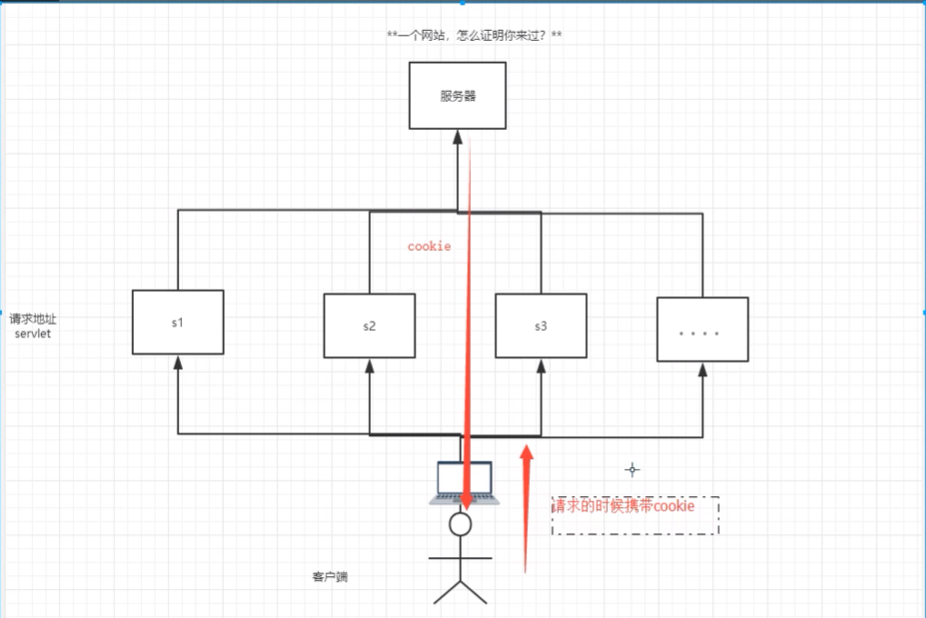 **一个网站，怎么证明你来过？**
服务器
cookie
请求地址
servlet
s1
s2
s3
....
请求的时候携带cookie
客户端